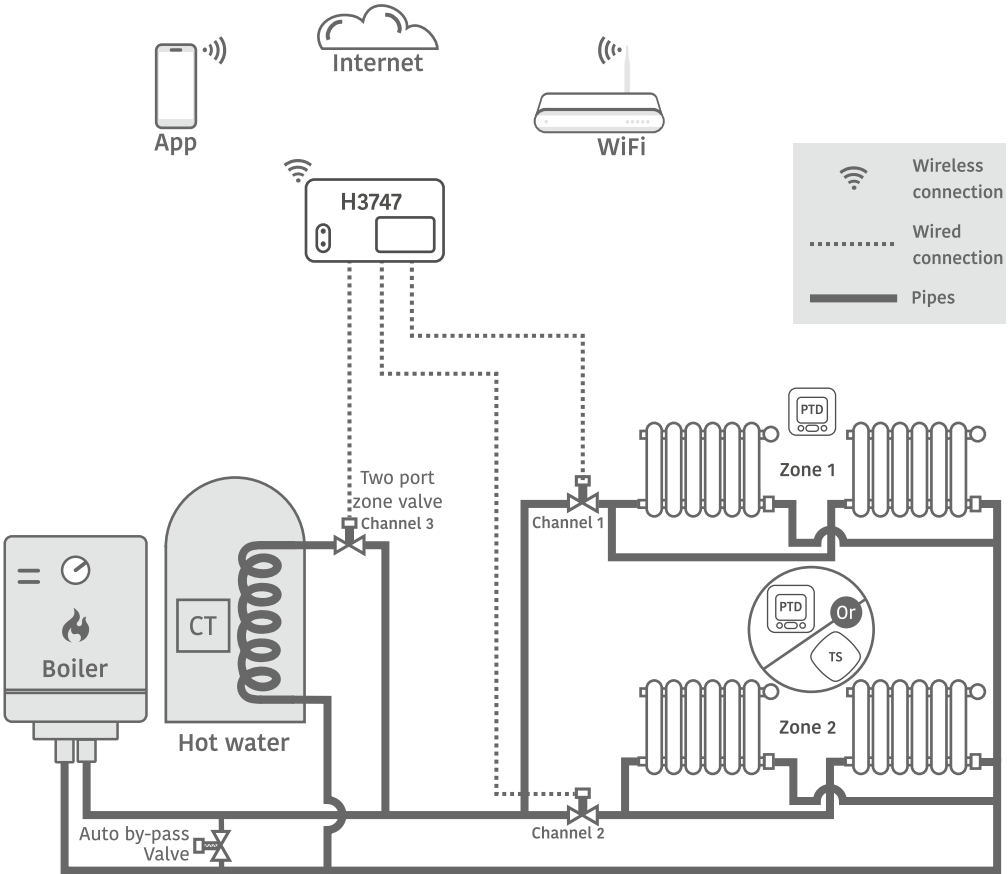 Internet
App
WiFi
H3747
Wireless
connection
Wired
connection
Pipes
PTD
Zone 1
Two port
zone valve
Channel 3
Channel 1
CT
Boiler
Hot water
PTD
Or
TS
Zone 2
Channel 2
Auto by-pass
Valve